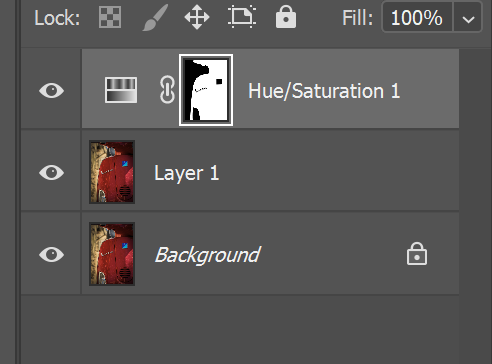 Lock: Fill: 100%
Hue/Saturation 1
Layer 1
Background